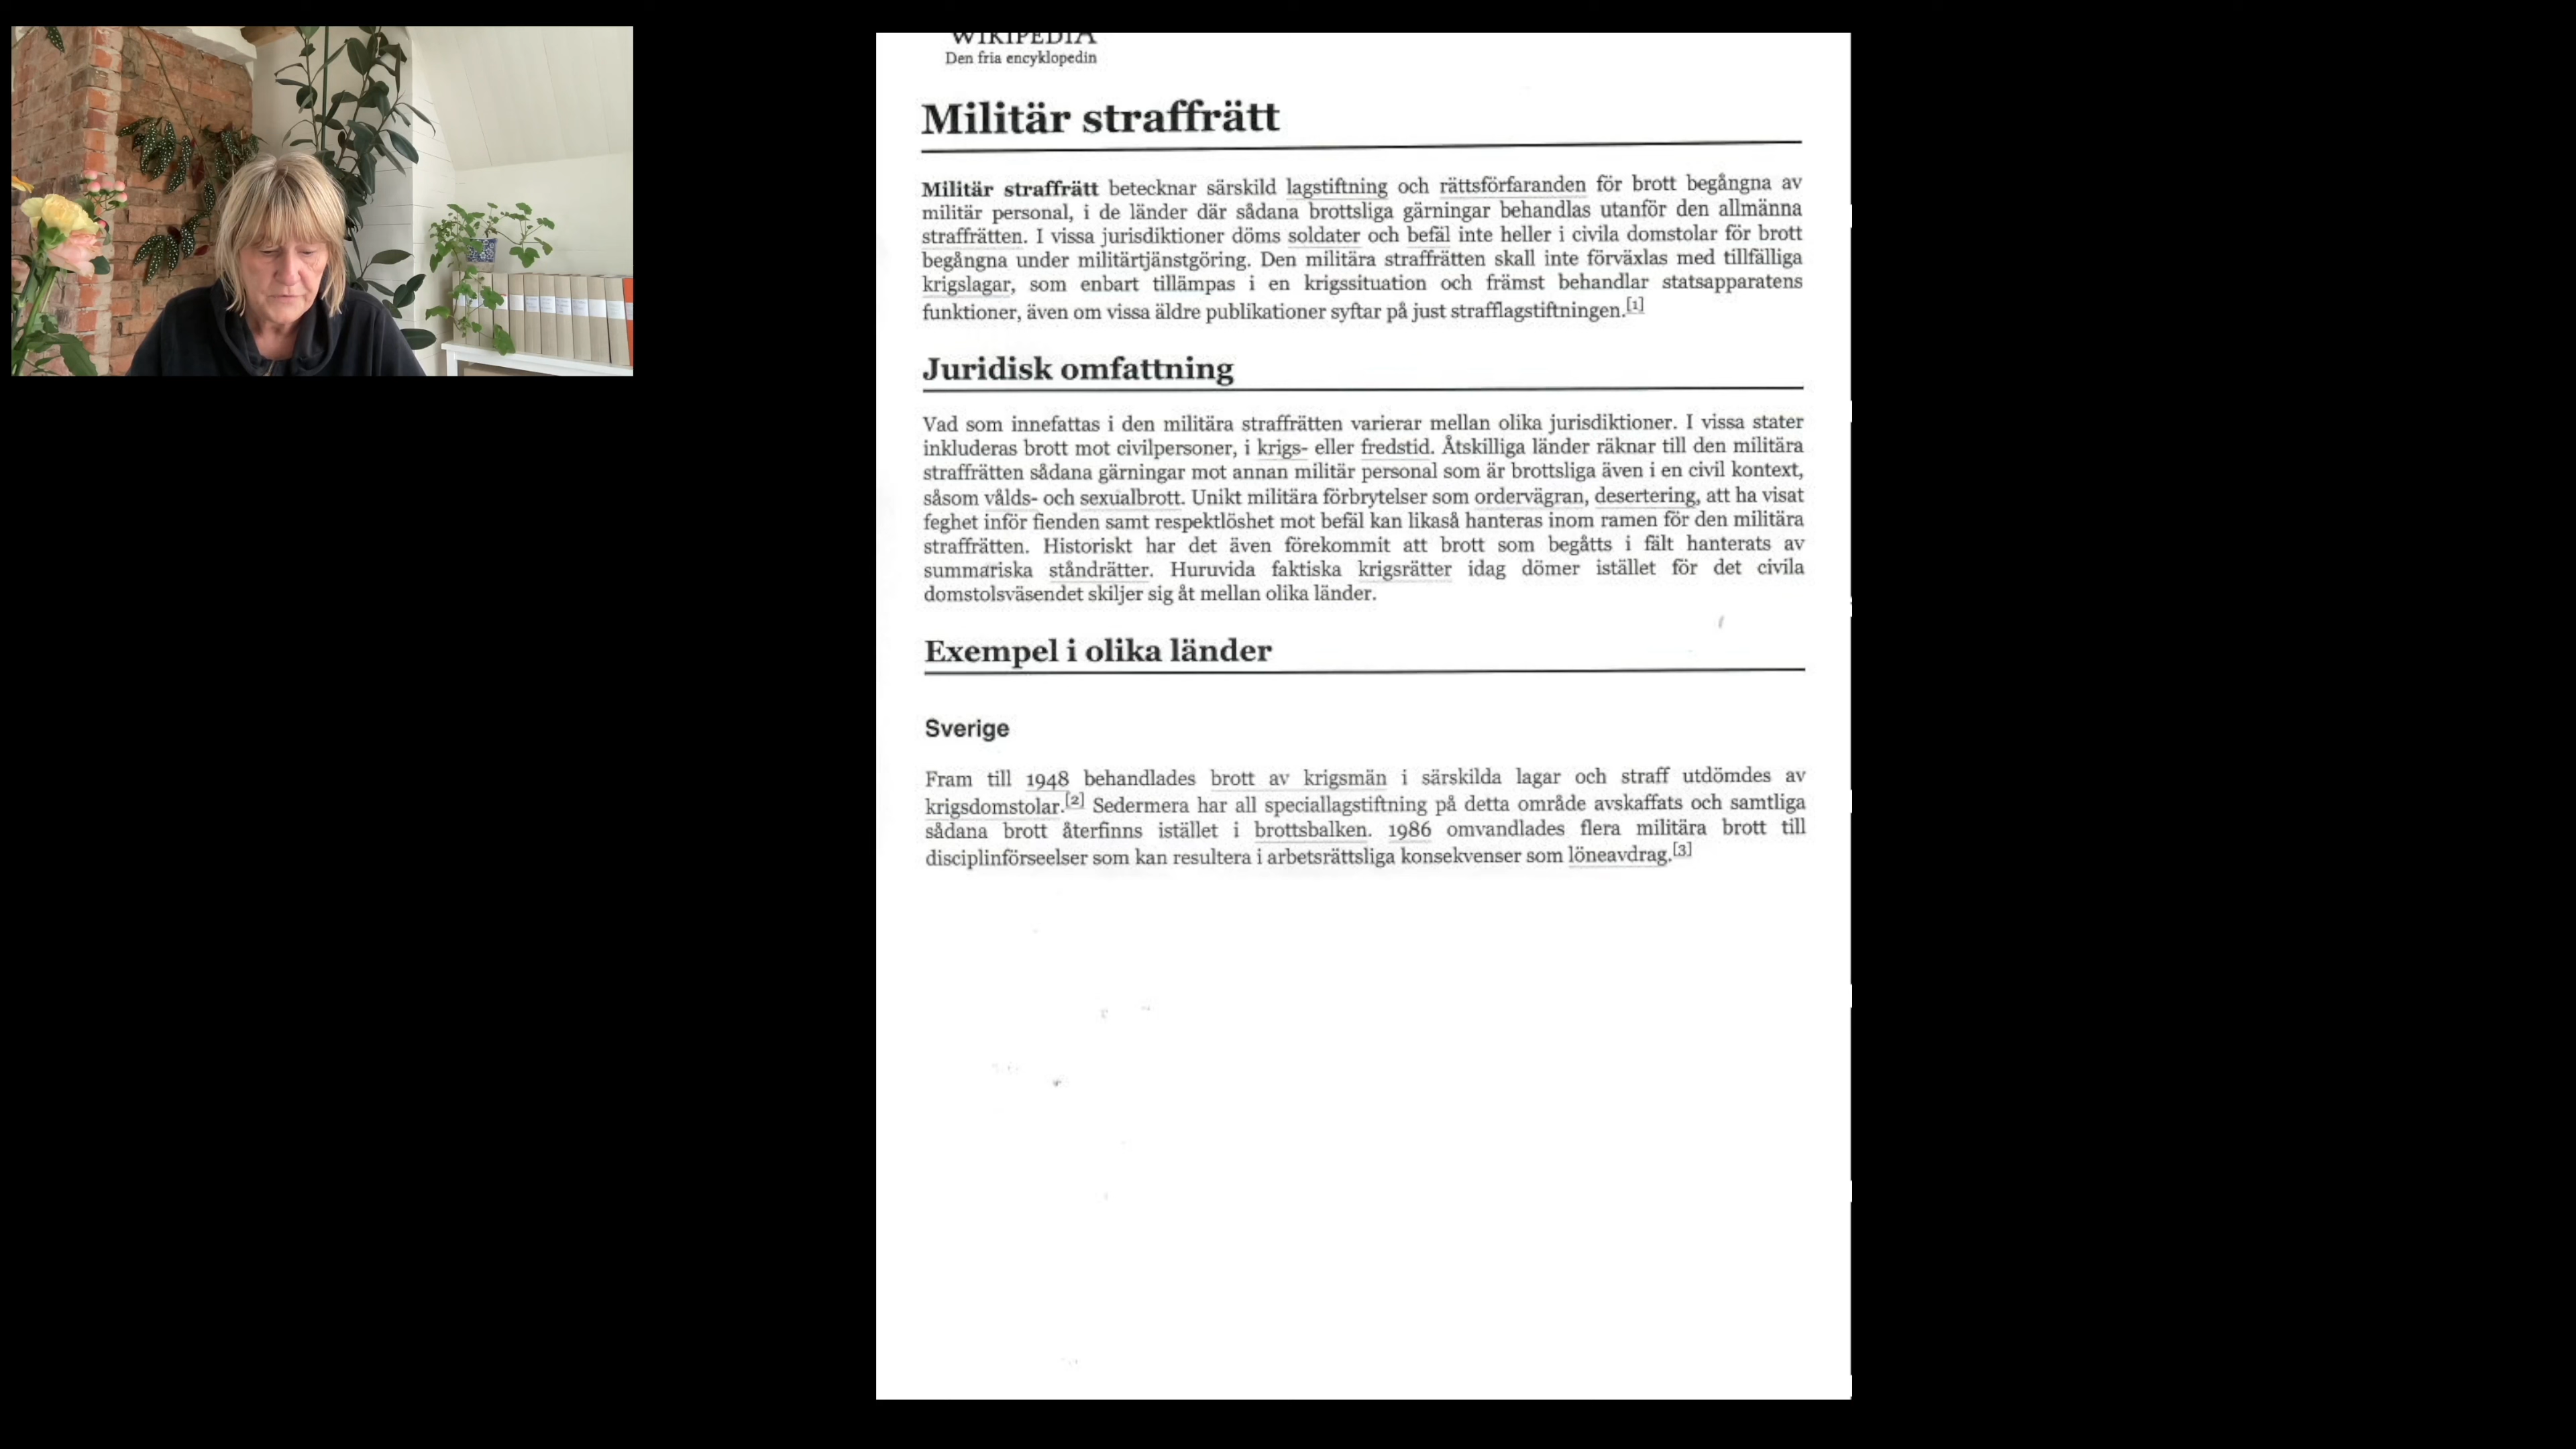 WIKIPEDIA
Den fria encyklopedin
Militär straffrätt
Militär straffrätt betecknar särskild lagstiftning och rättsförfaranden för brott begångna av
militär personal, i de länder där sådana brottsliga gärningar behandlas utanför den allmänna
straffrätten. I vissa jurisdiktioner döms soldater och befäl inte heller i civila domstolar för brott
begångna under militärtjänstgöring. Den militära straffrätten skall inte förväxlas med tillfälliga
krigslagar, som enbart tillämpas i en krigssituation och främst behandlar statsapparatens
funktioner, även om vissa äldre publikationer syftar på just strafflagstiftningen.[1]
Juridisk omfattning
Vad som innefattas i den militära straffrätten varierar mellan olika jurisdiktioner. I vissa stater
inkluderas brott mot civilpersoner, i krigs- eller fredstid. Åtskilliga länder räknar till den militära
straffrätten sådana gärningar mot annan militär personal som är brottsliga även i en civil kontext,
såsom vålds- och sexualbrott. Unikt militära förbrytelser som ordervägran, desertering, att ha visat
feghet inför fienden samt respektlöshet mot befäl kan likaså hanteras inom ramen för den militära
straffrätten. Historiskt har det även förekommit att brott som begåtts i fält hanterats av
summariska ståndrätter. Huruvida faktiska krigsrätter idag dömer istället för det civila
domstolsväsendet skiljer sig åt mellan olika länder.
Exempel i olika länder
Sverige
Fram till 1948 behandlades brott av krigsmän i särskilda lagar och straff utdömdes av
krigsdomstolar.[2] Sedermera har all speciallagstiftning på detta område avskaffats och samtliga
sådana brott återfinns istället i brottsbalken. 1986 omvandlades flera militära brott till
disciplinförseelser som kan resultera i arbetsrättsliga konsekvenser som löneavdrag.[3]